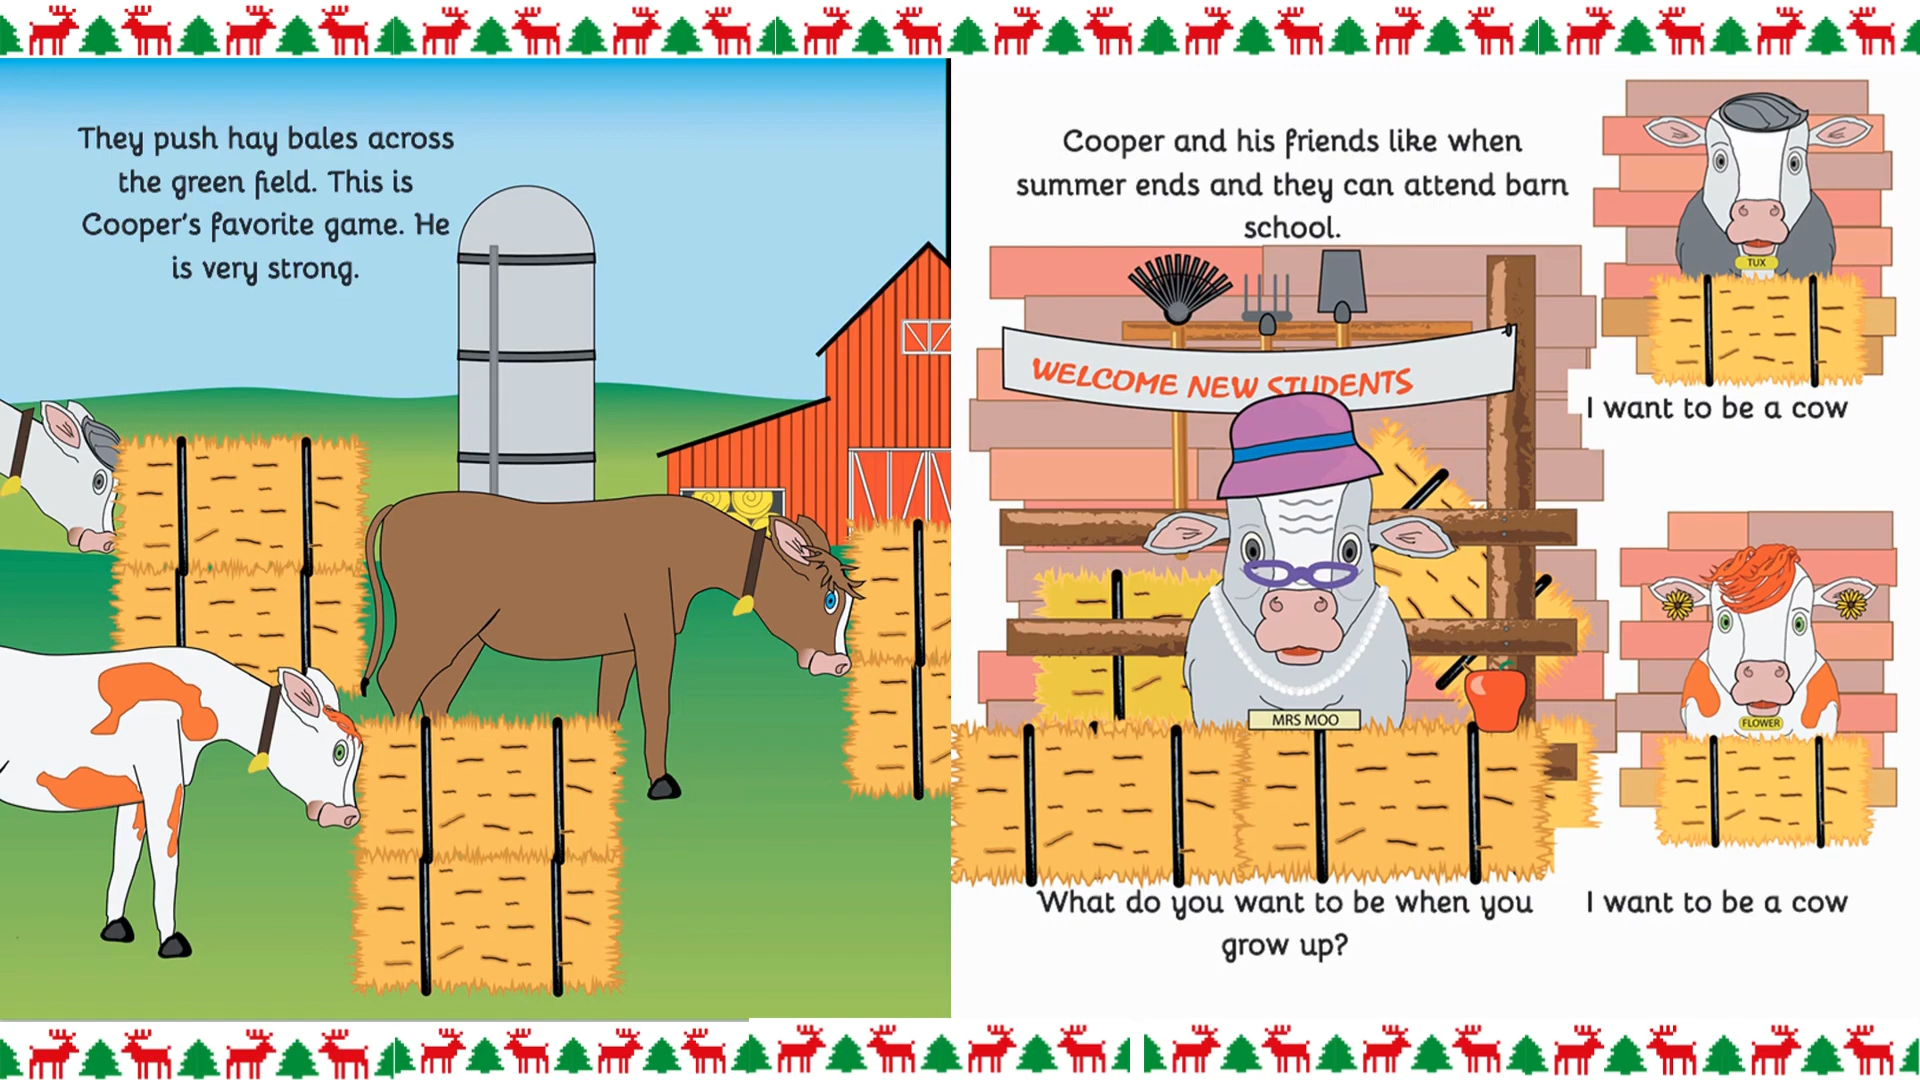 They push hay bales across
the green field. This is
Cooper's favorite game. He
is very strong.
Cooper and his friends like when
summer ends and they can attend barn
school.
WELCOME NEW STUDENTS
MRS MOO
What do you want to be when you
grow up?
TUX
I want to be a cow
FLOWER
I want to be a cow